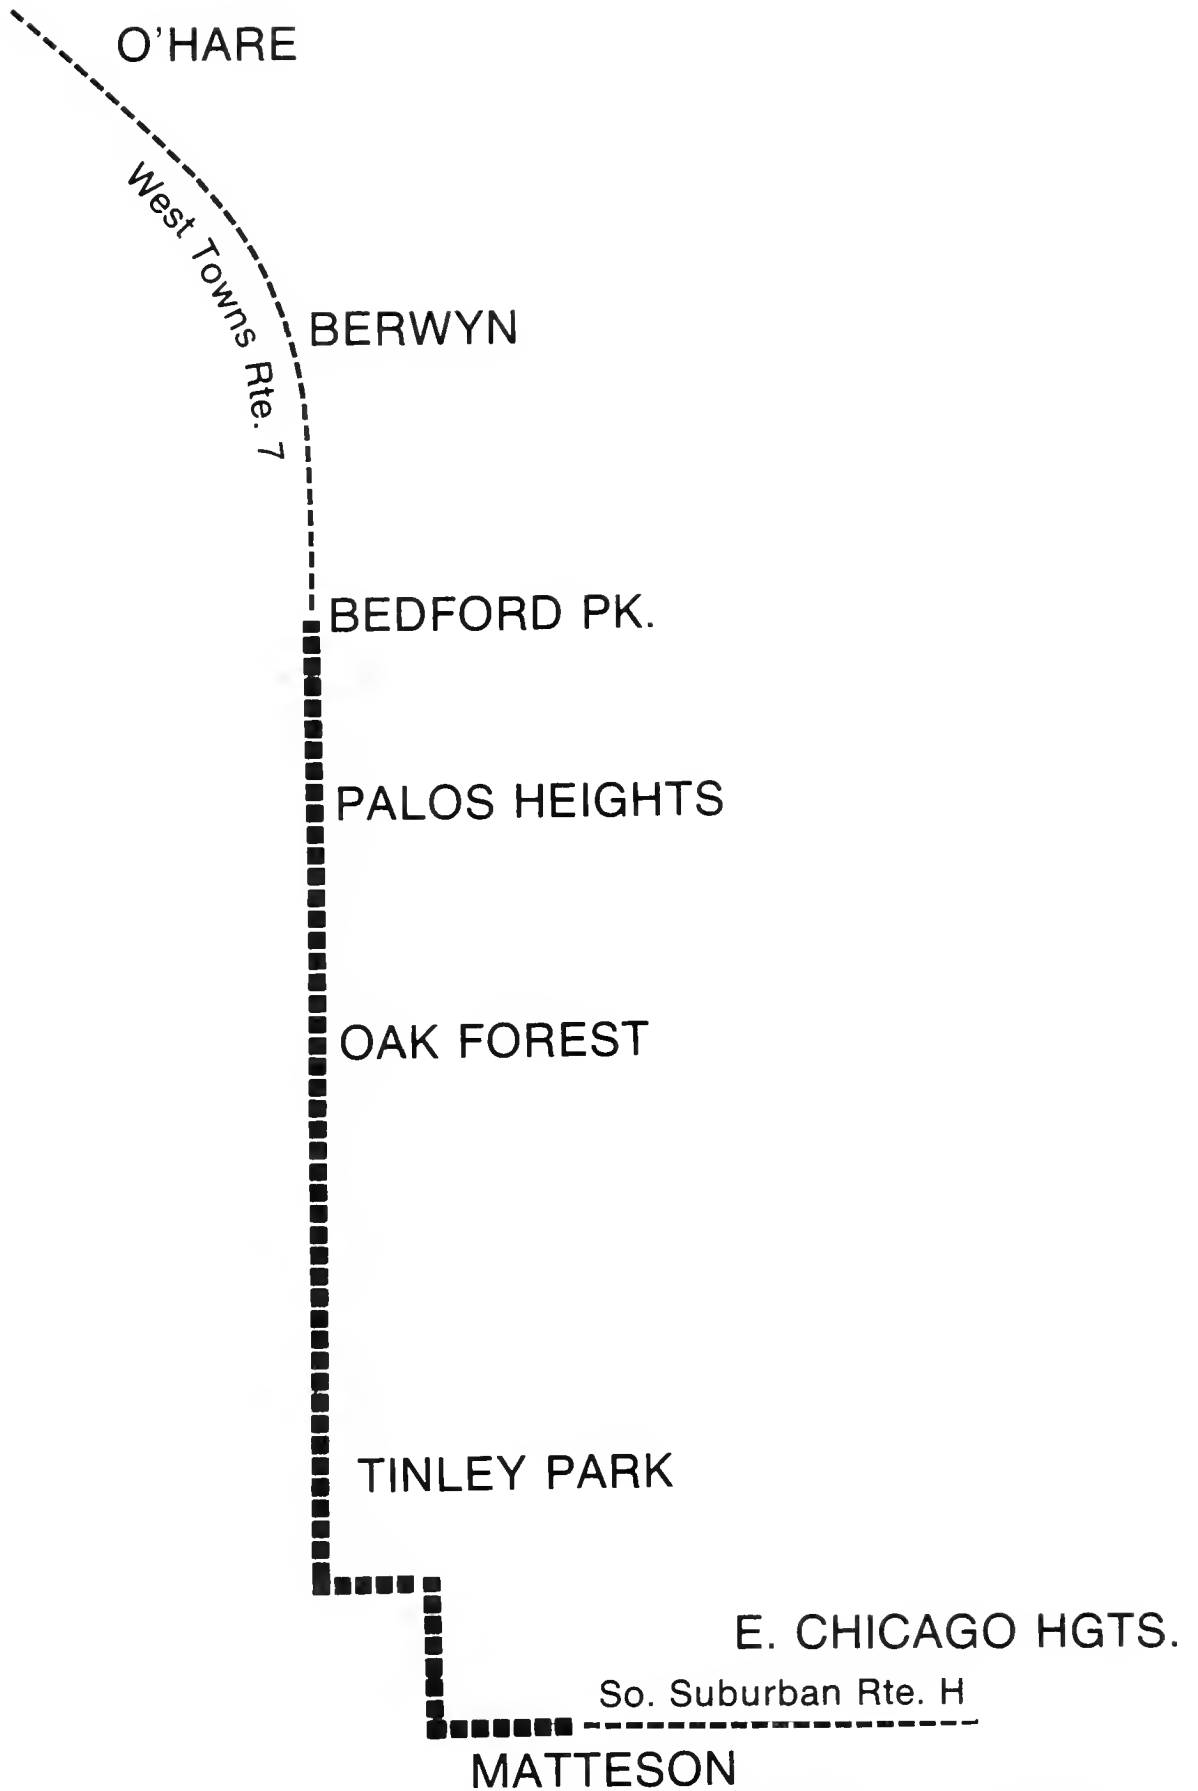 O'HARE
West Towns Rte. 7
BERWYN
BEDFORD PK.
PALOS HEIGHTS
OAK FOREST
TINLEY PARK
E. CHICAGO HGTS.
So. Suburban Rte. H
MATTESON